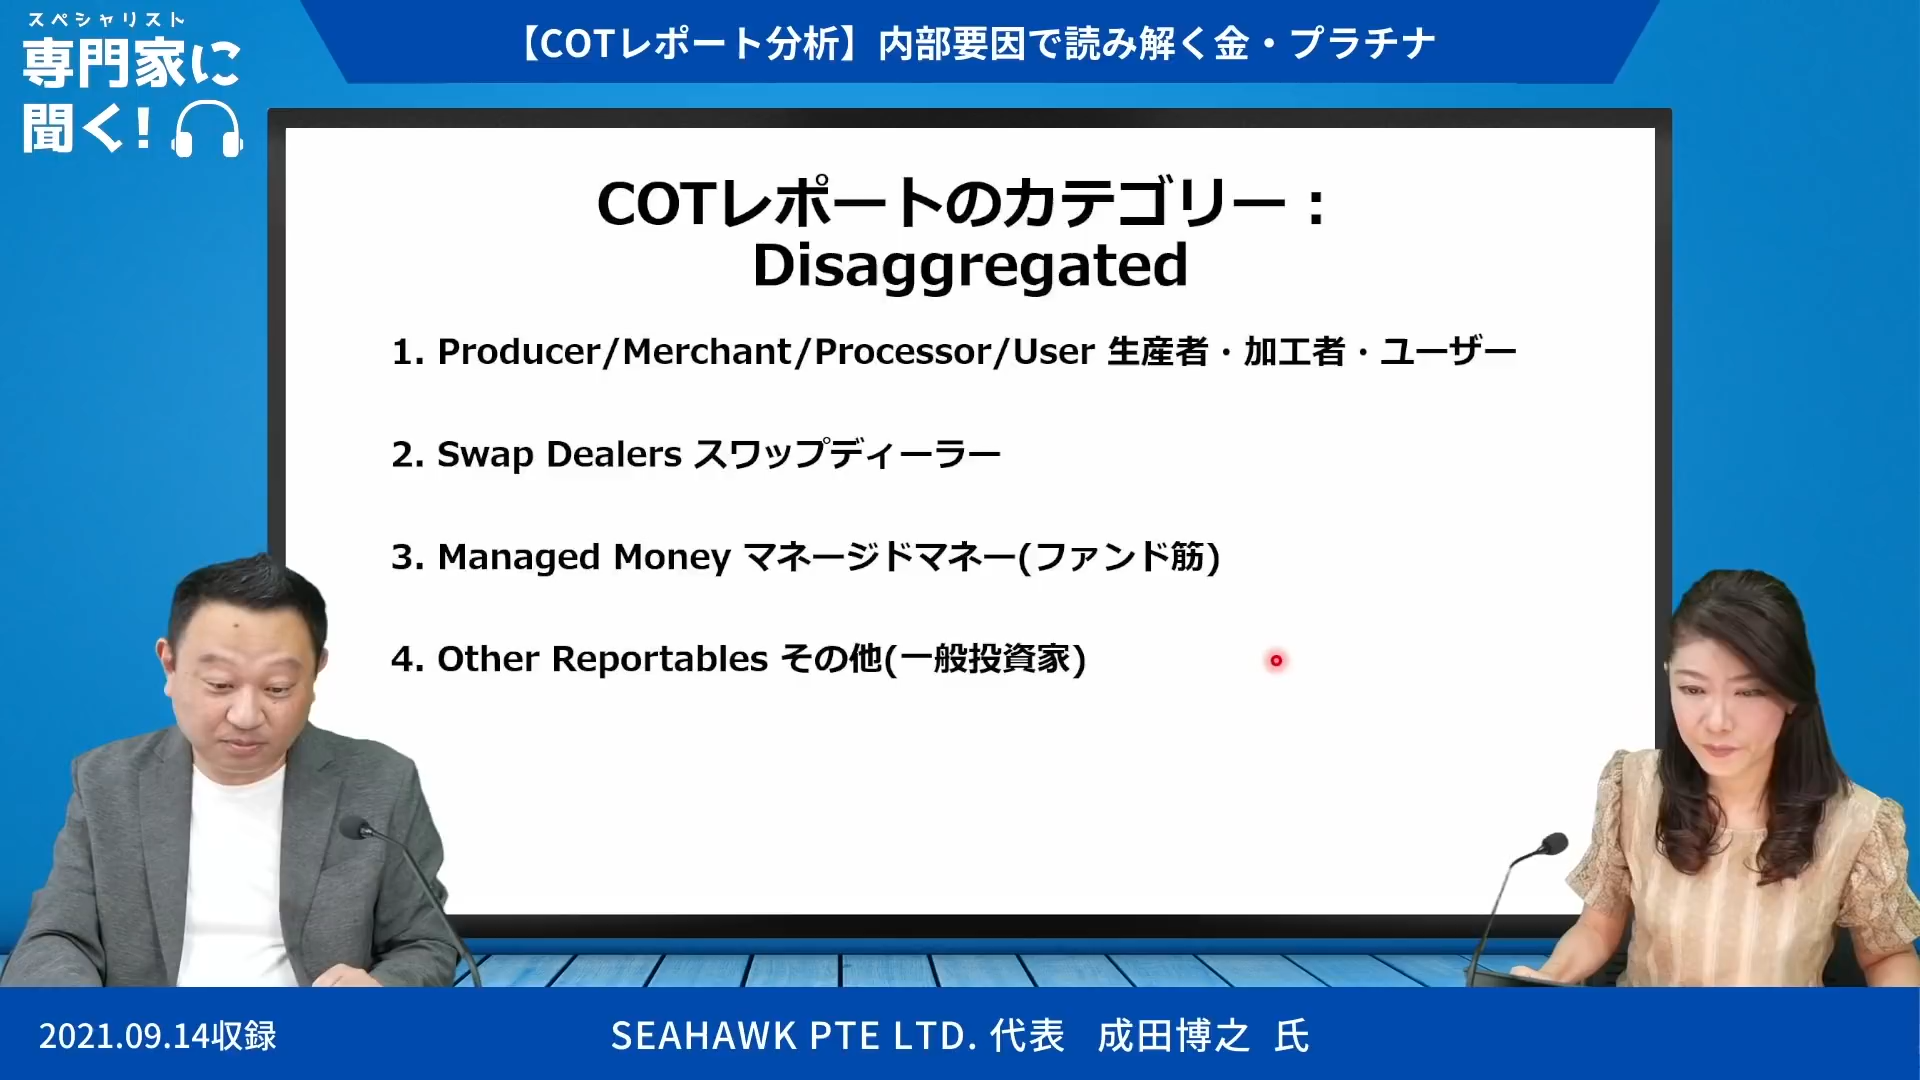 スペシャリスト
専門家に
聞く!
【COTレポート分析】内部要因で読み解く金・プラチナ
COTレポートのカテゴリー：
Disaggregated
1. Producer/Merchant/Processor/User 生産者・加工者・ユーザー
2. Swap Dealers スワップディーラー
3. Managed Money マネージドマネー(ファンド筋)
4. Other Reportables その他(一般投資家)
2021.09.14収録
SEAHAWK PTE LTD. 代表 成田博之 氏